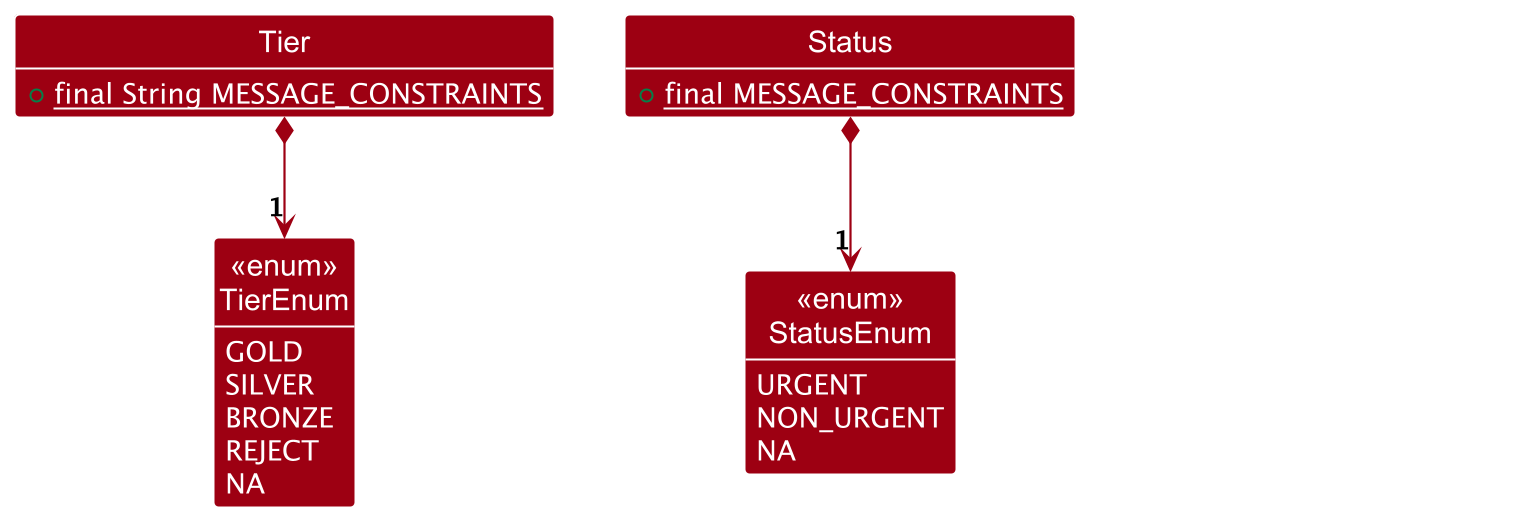 Tier
final String MESSAGE_CONSTRAINTS
1
«enum»
TierEnum
GOLD
SILVER
BRONZE
REJECT
NA
Status
final MESSAGE_CONSTRAINTS
1
«enum»
StatusEnum
URGENT
NON_URGENT
NA